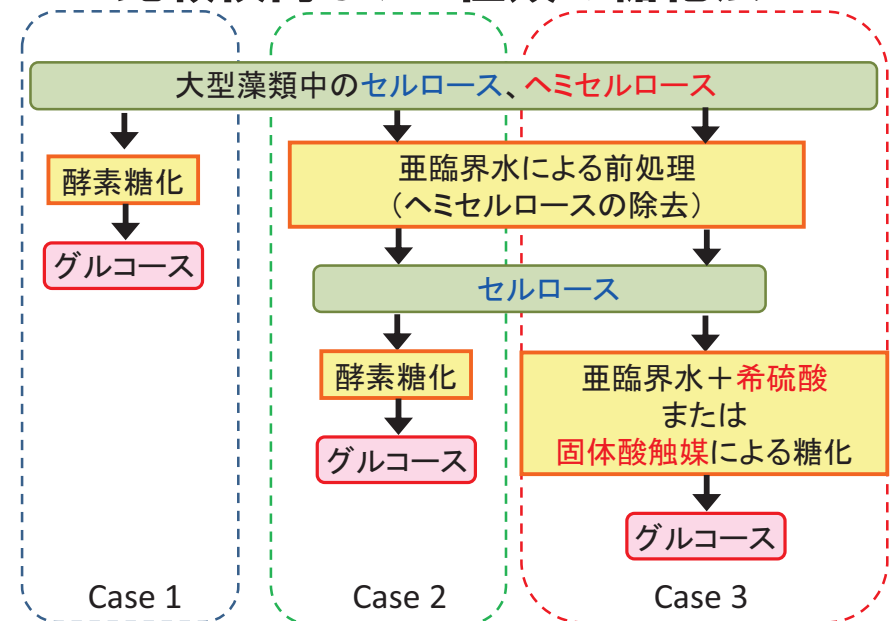 大型藻類中のセルロース、ヘミセルロース
酵素糖化
グルコース
亜臨界水による前処理
（ヘミセルロースの除去）
セルロース
酵素糖化
グルコース
亜臨界水＋希硫酸
または
固体酸触媒による糖化
グルコース
Case 1
Case 2
Case 3